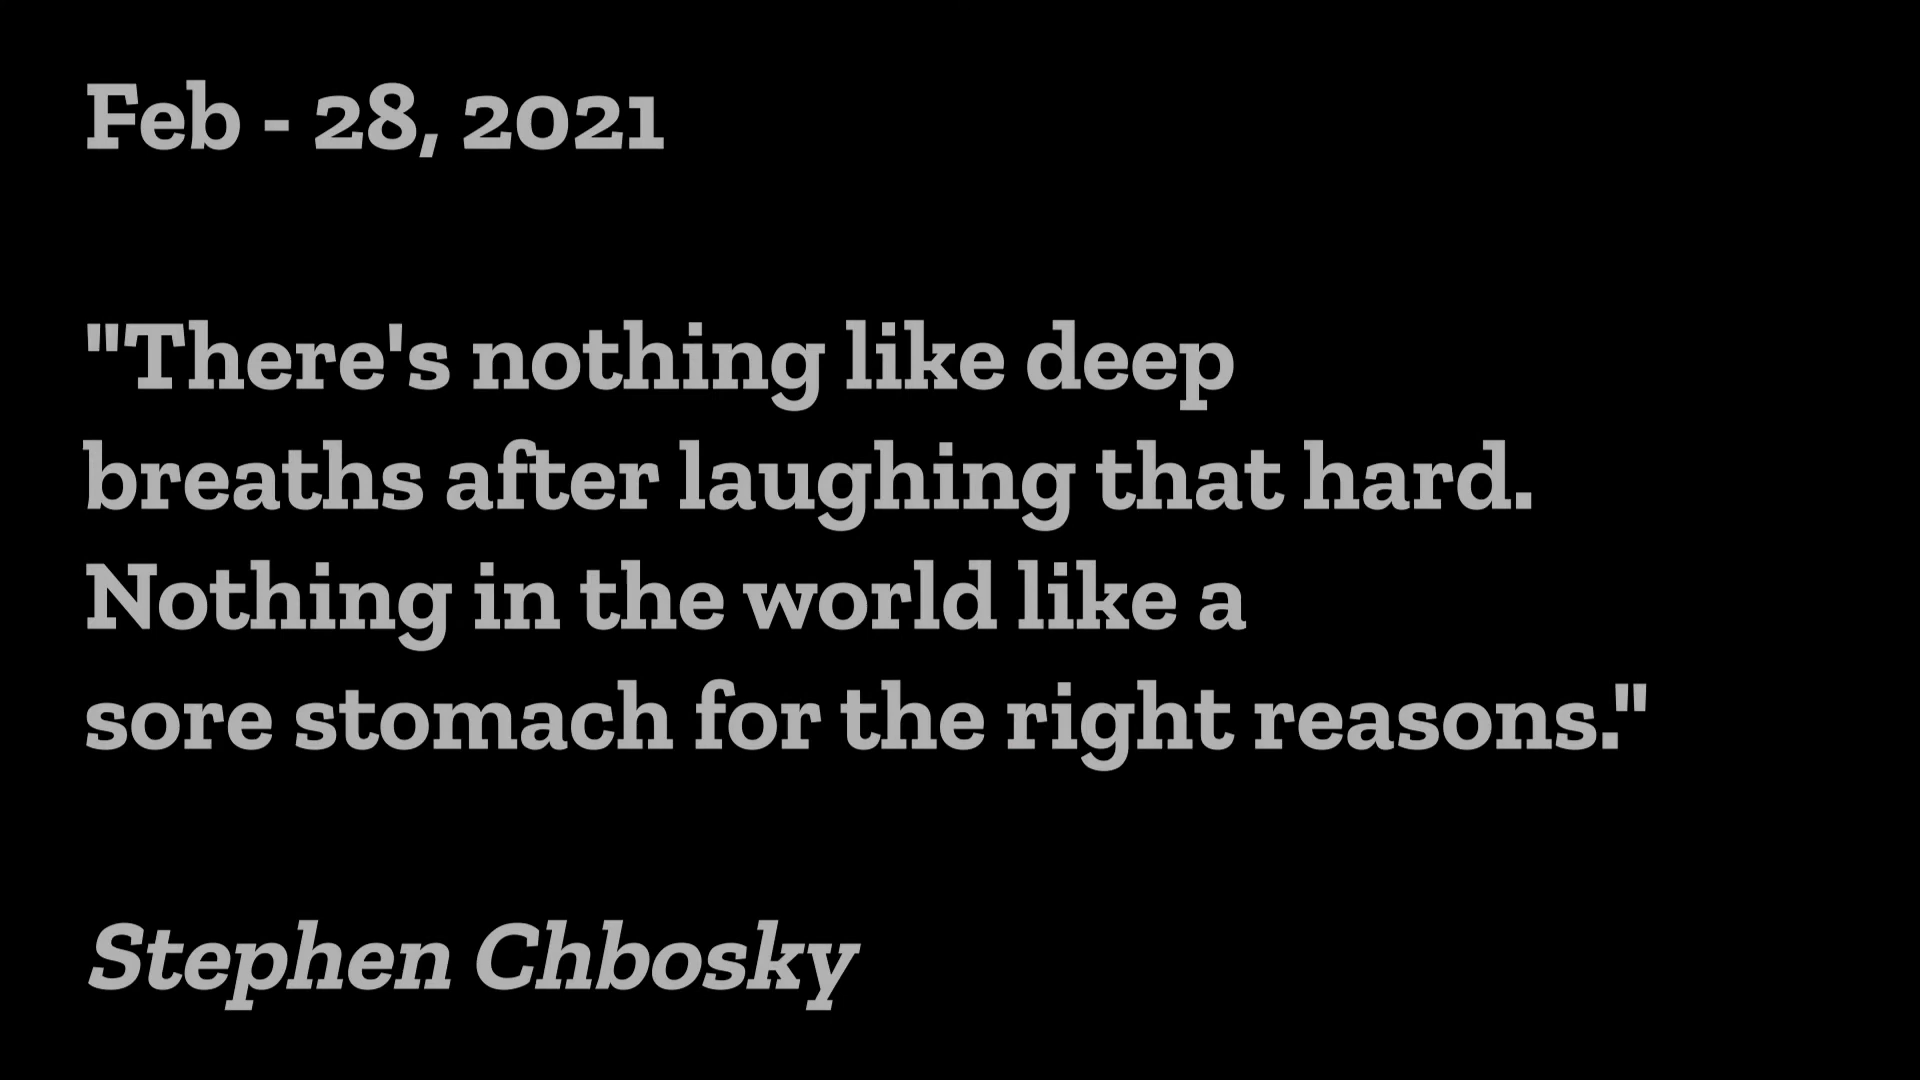 Feb - 28, 2021
"There's nothing like deep
breaths after laughing that hard.
Nothing in the world like a
sore stomach for the right reasons."
Stephen Chbosky